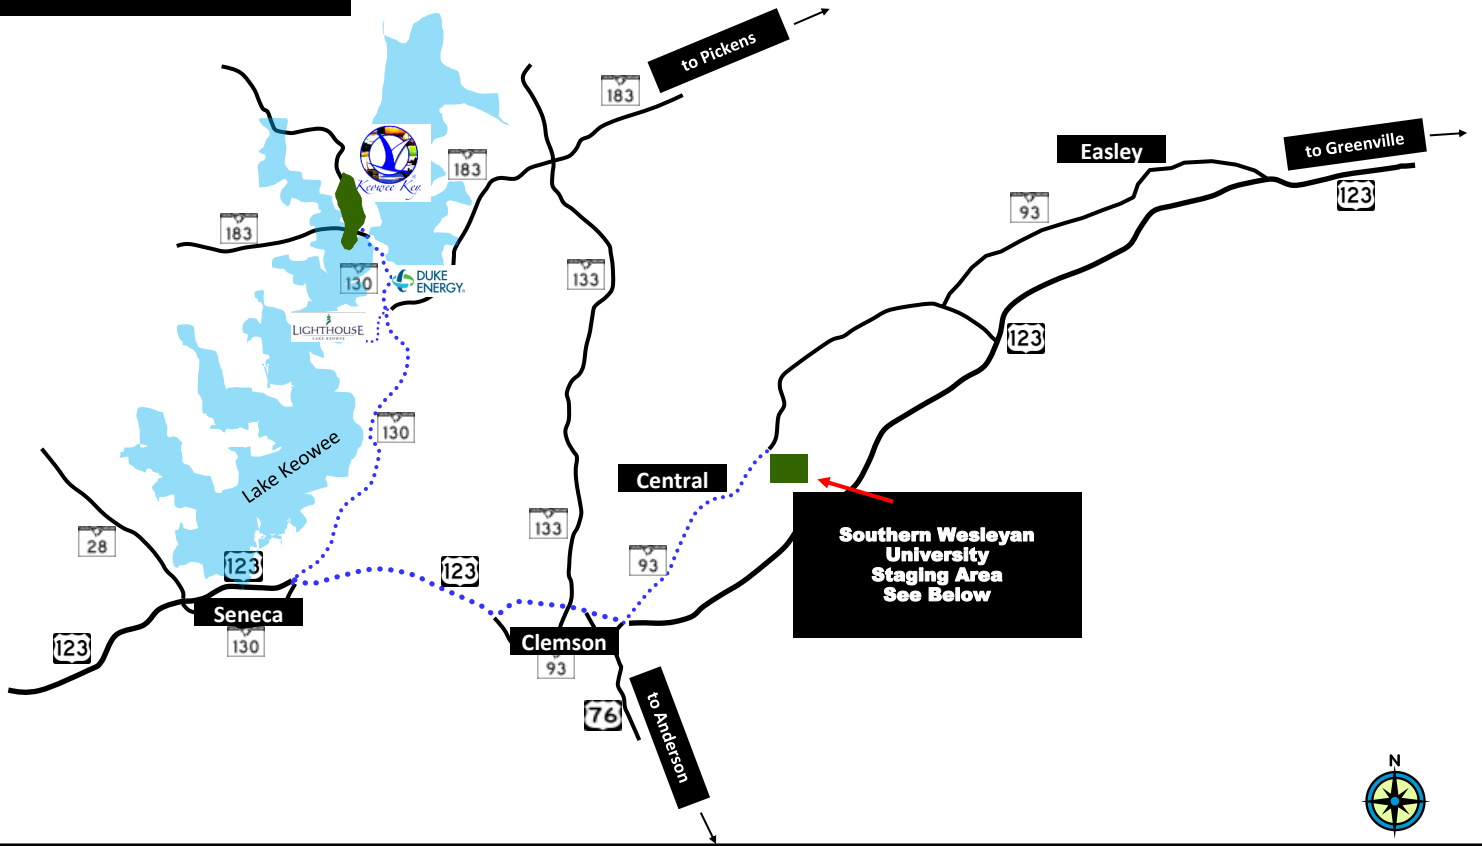 to Pickens
183
Keowee Key
183
Easley
to Greenville
123
93
183
130
DUKE
ENERGY
133
LIGHTHOUSE
LAKE KEOWEE
123
130
Lake Keowee
Central
28
133
93
Southern Wesleyan
University
Staging Area
See Below
123
123
Seneca
130
123
Clemson
93
76
to Anderson
N